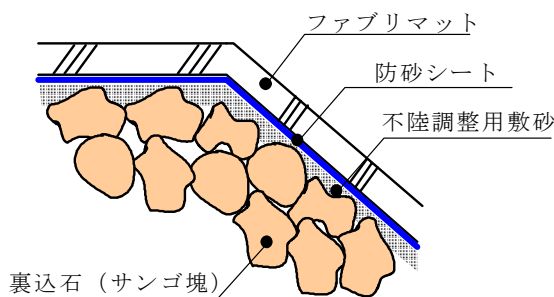 ファブリマット
防砂シート
不陸調整用敷砂
裏込石（サンゴ塊）